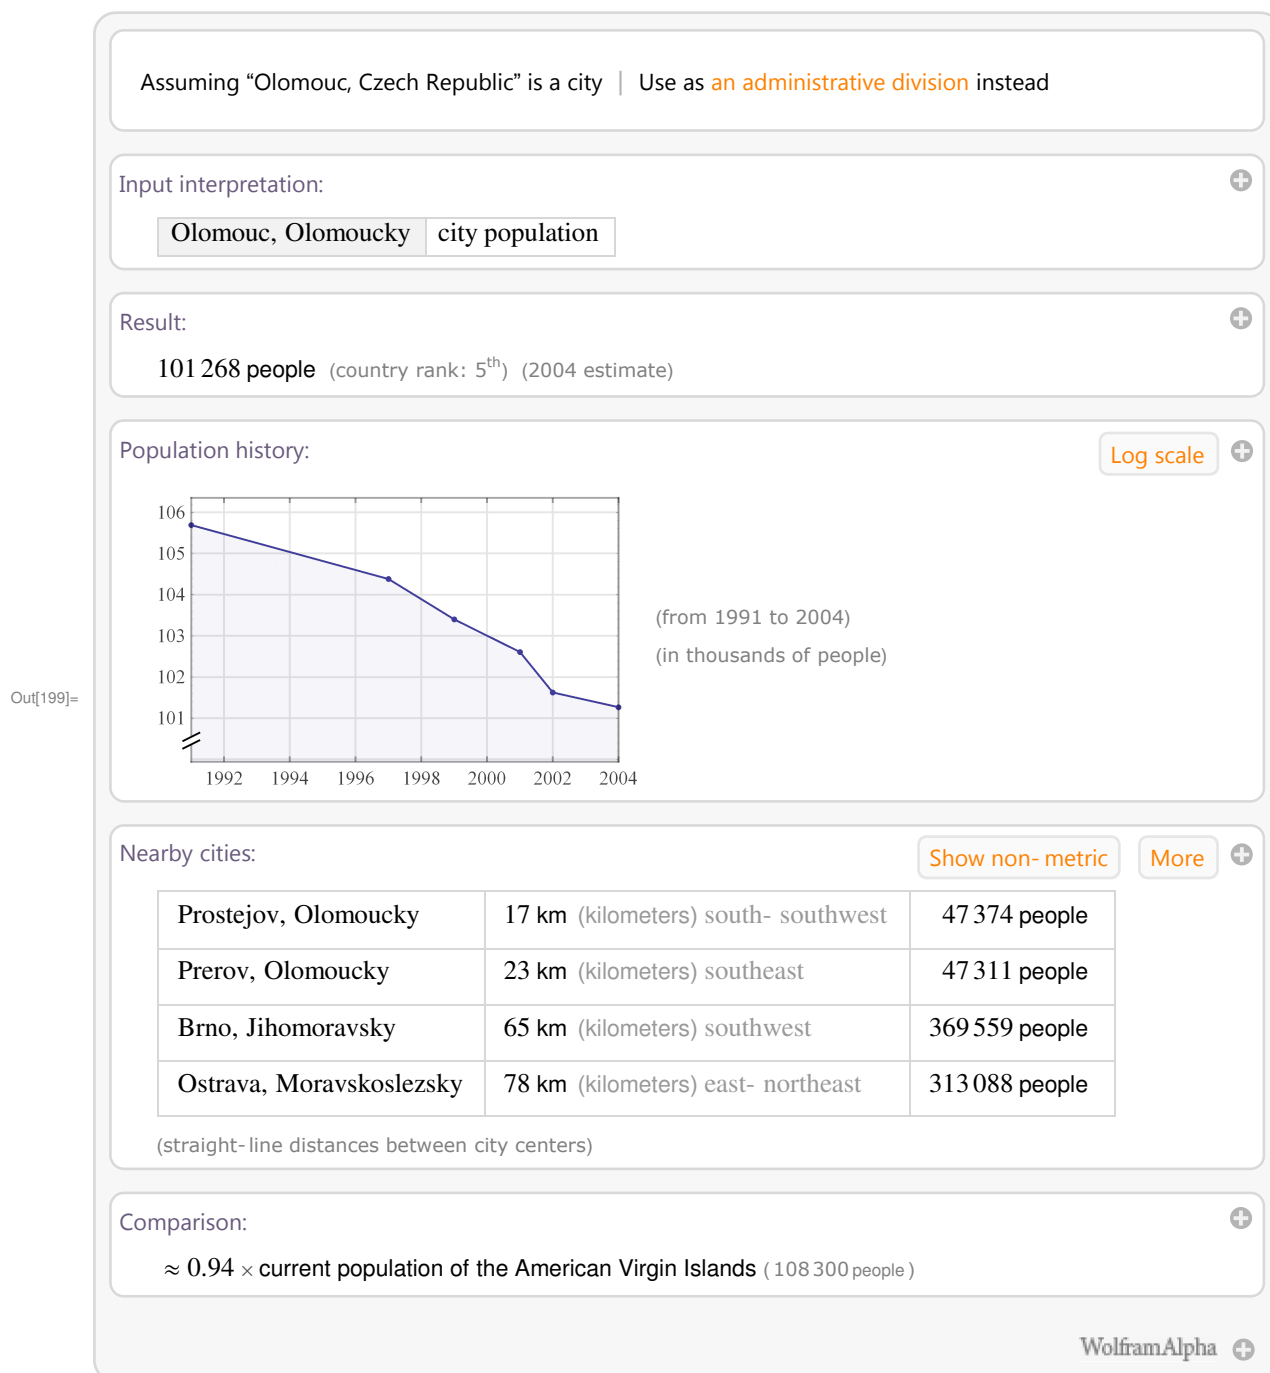 Assuming “Olomouc, Czech Republic” is a city | Use as an administrative division instead
Input interpretation:
Olomouc, Olomoucky city population
Result:
101 268 people (country rank: 5th) (2004 estimate)
Population history:
Log scale
106
105
104
103
102
101
1992 1994 1996 1998 2000 2002 2004
(from 1991 to 2004)
(in thousands of people)
Out[199]=
Nearby cities:
Show non- metric More
Prostejov, Olomoucky 17 km (kilometers) south- southwest 47 374 people
Prerov, Olomoucky 23 km (kilometers) southeast 47 311 people
Brno, Jihomoravsky 65 km (kilometers) southwest 369 559 people
Ostrava, Moravskoslezsky 78 km (kilometers) east- northeast 313 088 people
(straight-line distances between city centers)
Comparison:
≈ 0.94 × current population of the American Virgin Islands (108 300 people)
WolframAlpha